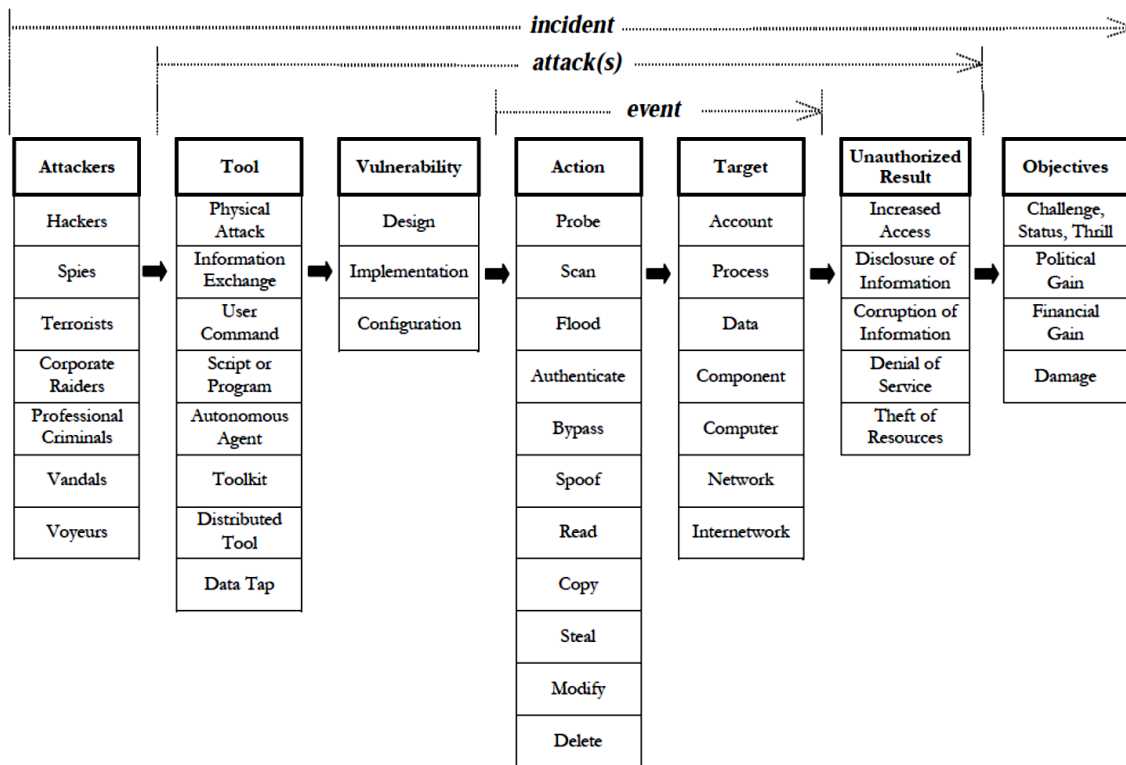 incident
attack(s)
event
Attackers
Hackers
Spies
Terrorists
Corporate
Raiders
Professional
Criminals
Vandals
Voyeurs
Tool
Physical
Attack
Information
Exchange
User
Command
Script or
Program
Autonomous
Agent
Toolkit
Distributed
Tool
Data Tap
Vulnerability
Design
Implementation
Configuration
Action
Probe
Scan
Flood
Authenticate
Bypass
Spoof
Read
Copy
Steal
Modify
Delete
Target
Account
Process
Data
Component
Computer
Network
Internetwork
Unauthorized
Result
Increased
Access
Disclosure of
Information
Corruption of
Information
Denial of
Service
Theft of
Resources
Objectives
Challenge,
Status, Thrill
Political
Gain
Financial
Gain
Damage